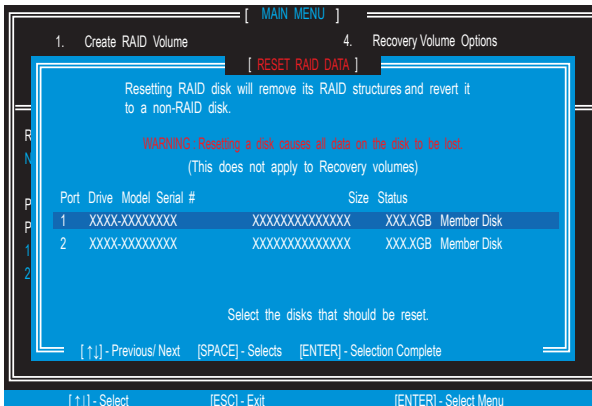 [ MAIN MENU ]
1. Create RAID Volume 4. Recovery Volume Options
[ RESET RAID DATA ]
Resetting RAID disk will remove its RAID structures and revert it
to a non-RAID disk.
WARNING : Resetting a disk causes all data on the disk to be lost.
(This does not apply to Recovery volumes)
R
N
Port Drive Model Serial # Size Status
P
1 XXXX-XXXXXXXX XXXXXXXXXXXXXX XXX.XGB Member Disk
P
2 XXXX-XXXXXXXX XXXXXXXXXXXXXX XXX.XGB Member Disk
1
2
Select the disks that should be reset.
[↑↓] - Previous/ Next [SPACE] - Selects [ENTER] - Selection Complete
[↑↓] - Select [ESC] - Exit [ENTER] - Select Menu